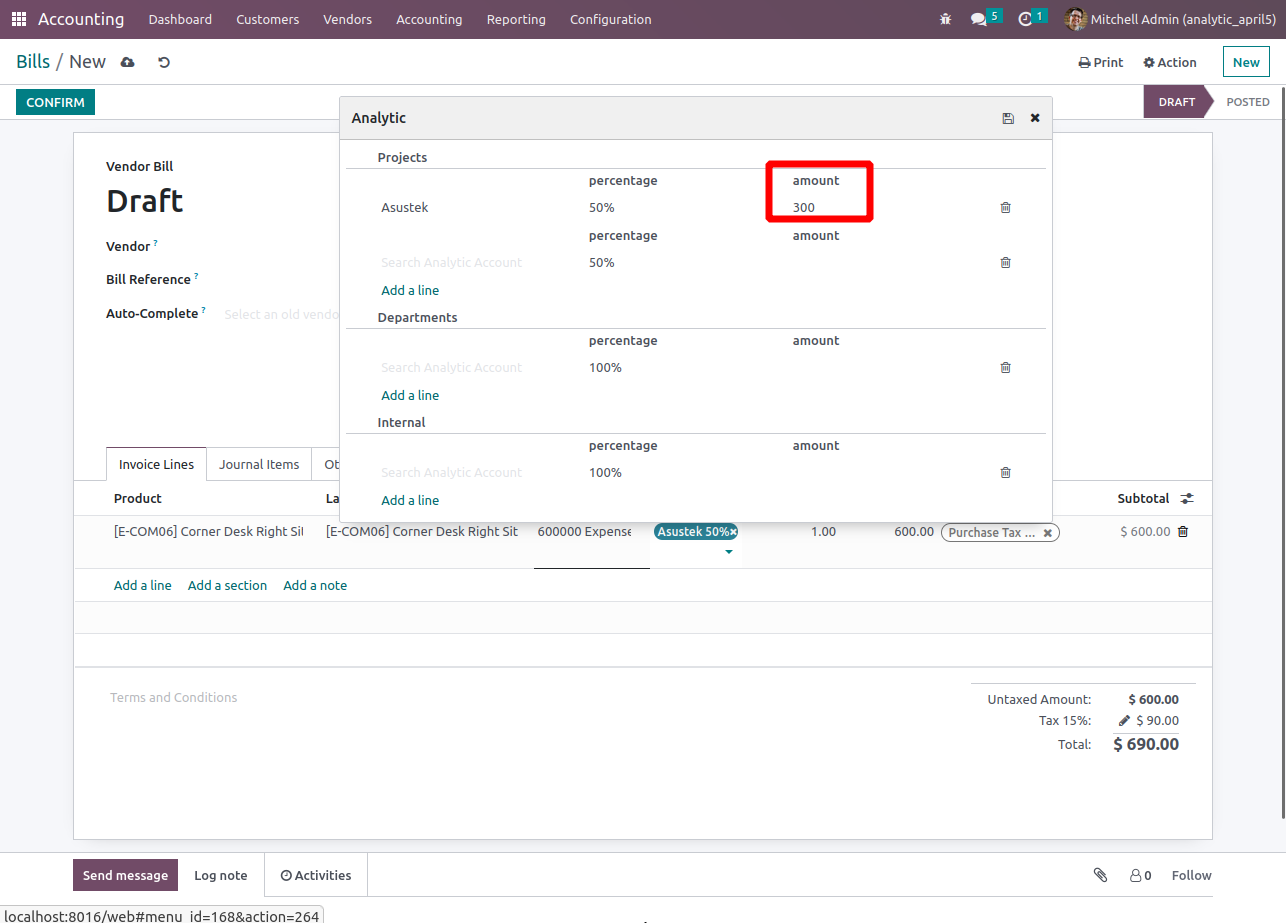 Accounting Dashboard Customers Vendors Accounting Reporting Configuration 5 1 Mitchell Admin (analytic_april5)
Bills / New Print Action New
CONFIRM DRAFT POSTED
Analytic
Projects
percentage amount
Asustek 50% 300
percentage amount
Search Analytic Account 50%
Add a line
Departments
percentage amount
Search Analytic Account 100%
Add a line
Internal
percentage amount
Search Analytic Account 100%
Add a line
Vendor Bill
Draft
Vendor ?
Bill Reference ?
Auto-Complete ? Select an old vendo
Invoice Lines Journal Items Ot
Product La Subtotal
[E-COM06] Corner Desk Right Sit [E-COM06] Corner Desk Right Sit 600000 Expense Asustek 50% 1.00 600.00 Purchase Tax ... $ 600.00
Add a line Add a section Add a note
Terms and Conditions
Untaxed Amount: $ 600.00
Tax 15%: $ 90.00
Total: $ 690.00
Send message Log note Activities 0 Follow
localhost:8016/web#menu_id=168&action=264